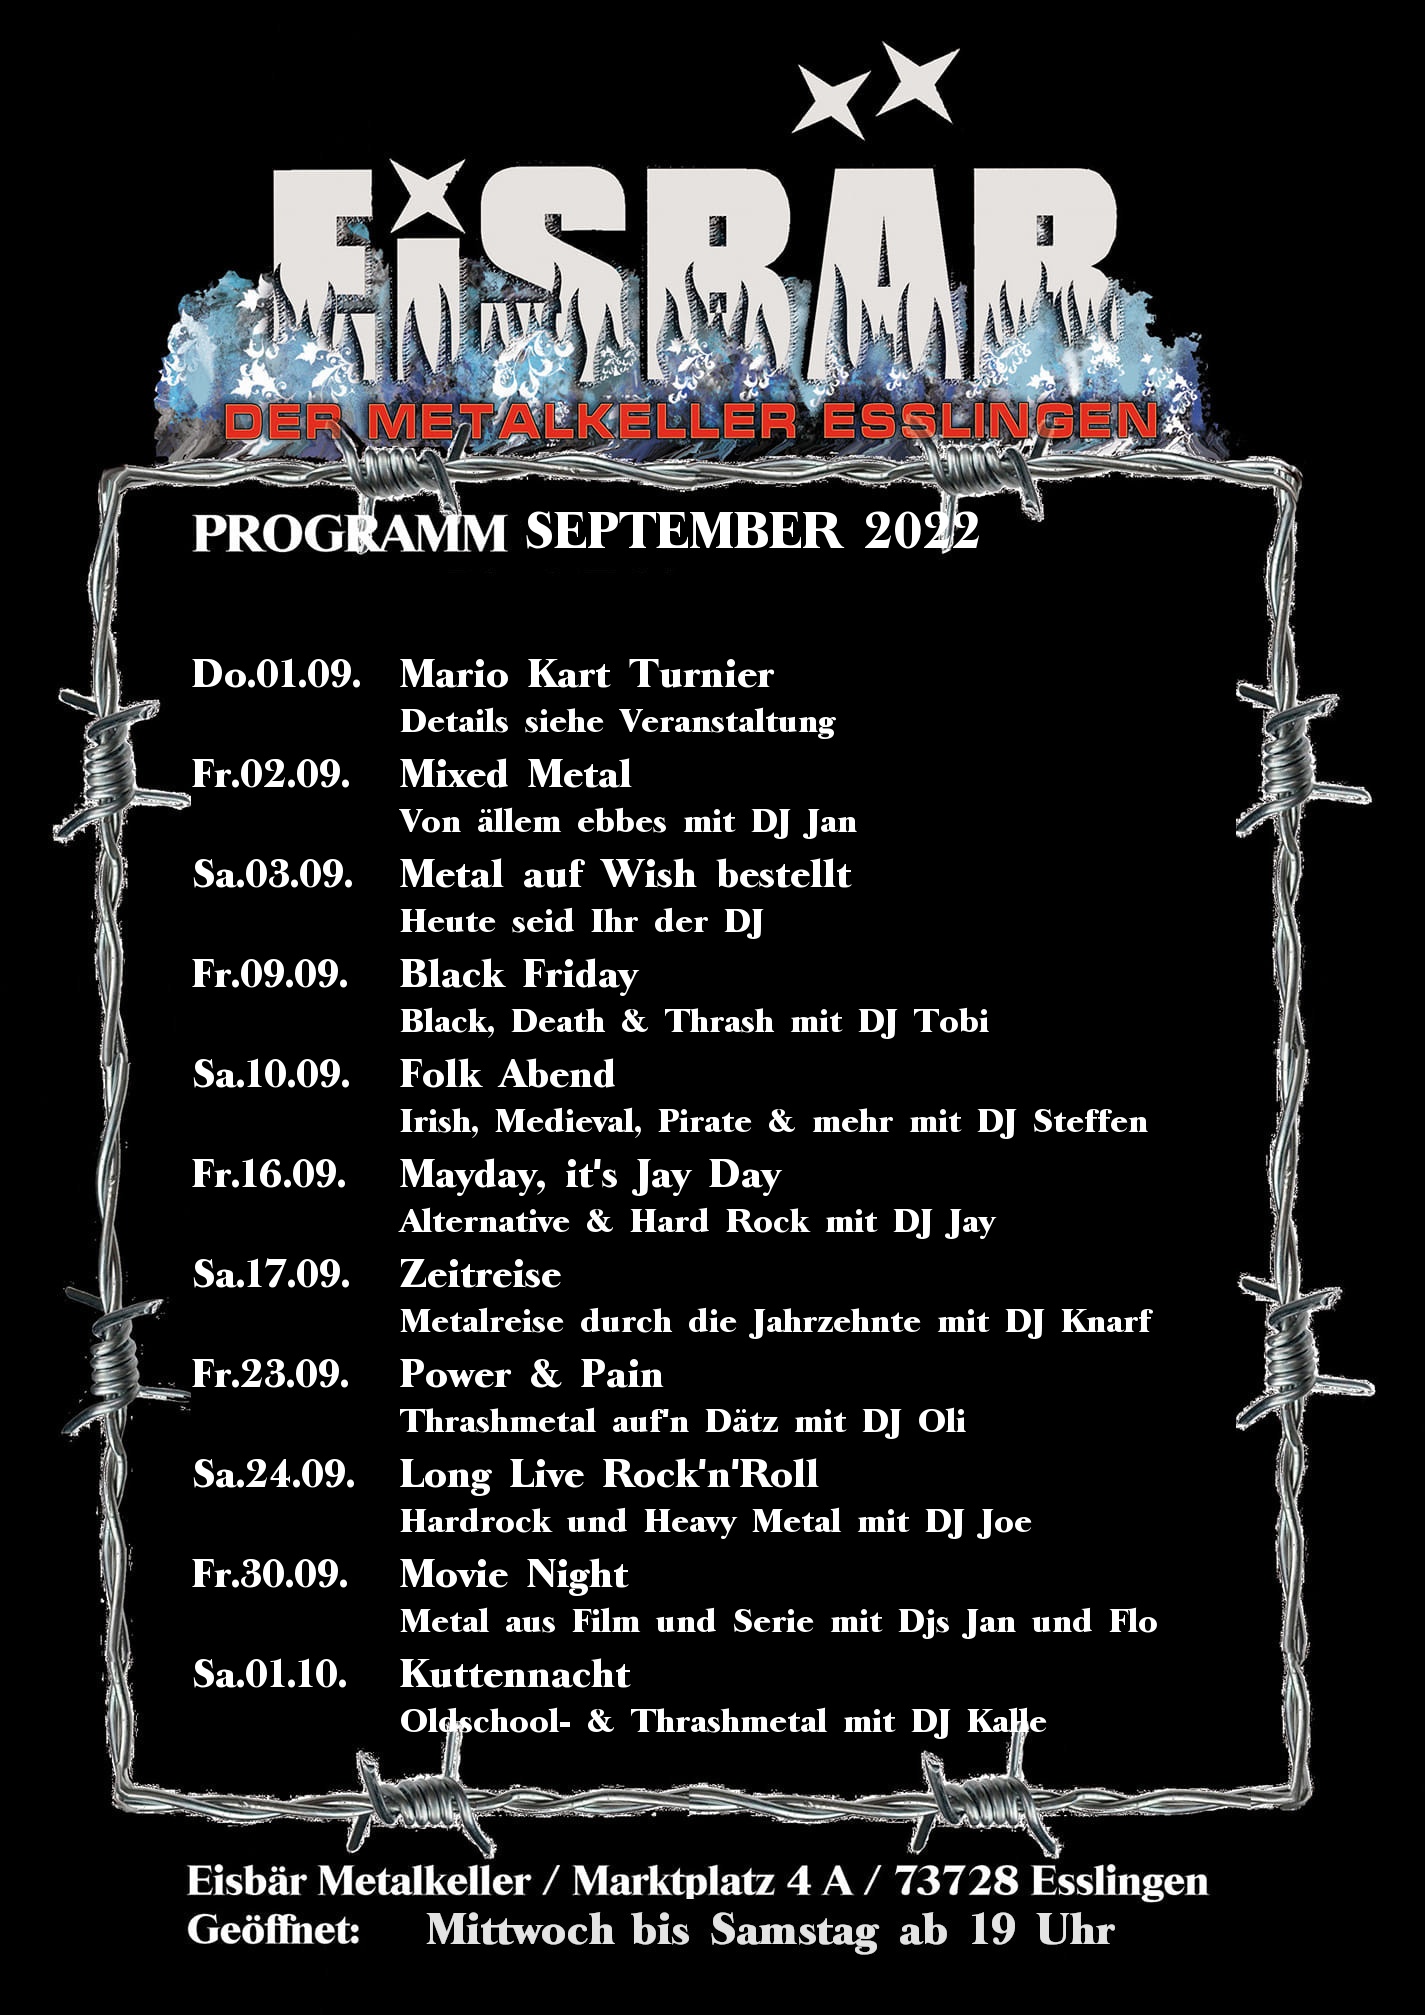 EiSBÄR
DER METALKELLER ESSLINGEN
PROGRAMM SEPTEMBER 2022
Do.01.09. Mario Kart Turnier
Details siehe Veranstaltung
Fr.02.09. Mixed Metal
Von ällem ebbes mit DJ Jan
Sa.03.09. Metal auf Wish bestellt
Heute seid Ihr der DJ
Fr.09.09. Black Friday
Black, Death & Thrash mit DJ Tobi
Sa.10.09. Folk Abend
Irish, Medieval, Pirate & mehr mit DJ Steffen
Fr.16.09. Mayday, it's Jay Day
Alternative & Hard Rock mit DJ Jay
Sa.17.09. Zeitreise
Metalreise durch die Jahrzehnte mit DJ Knarf
Fr.23.09. Power & Pain
Thrashmetal auf'n Dätz mit DJ Oli
Sa.24.09. Long Live Rock'n'Roll
Hardrock und Heavy Metal mit DJ Joe
Fr.30.09. Movie Night
Metal aus Film und Serie mit Djs Jan und Flo
Sa.01.10. Kuttennacht
Oldschool- & Thrashmetal mit DJ Kalle
Eisbär Metalkeller / Marktplatz 4 A / 73728 Esslingen
Geöffnet: Mittwoch bis Samstag ab 19 Uhr